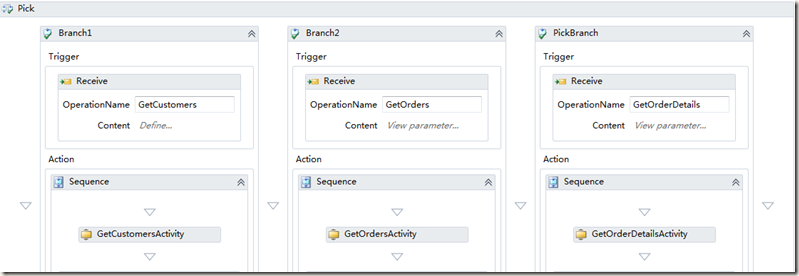 Pick
Branch1
Trigger
Receive
OperationName GetCustomers
Content Define...
Action
Sequence
GetCustomersActivity
Branch2
Trigger
Receive
OperationName GetOrders
Content View parameter...
Action
Sequence
GetOrdersActivity
PickBranch
Trigger
Receive
OperationName GetOrderDetails
Content View parameter...
Action
Sequence
GetOrderDetailsActivity